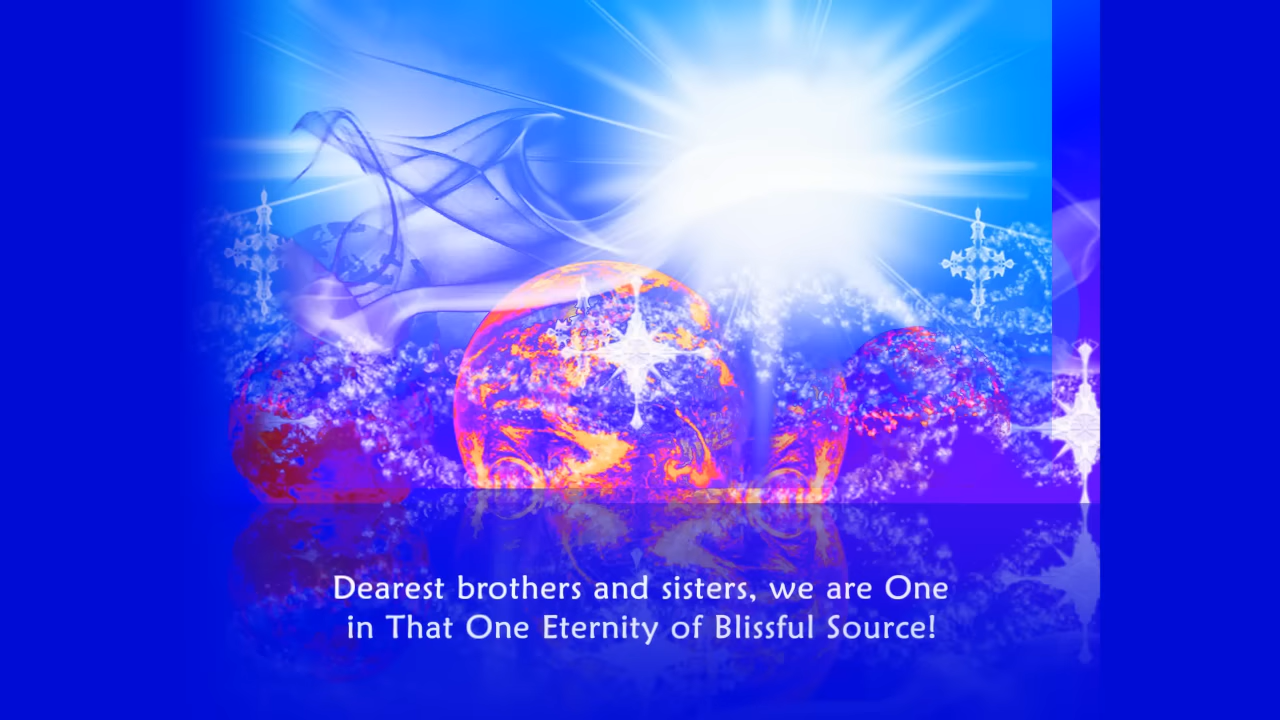 Dearest brothers and sisters, we are One
in That One Eternity of Blissful Source!